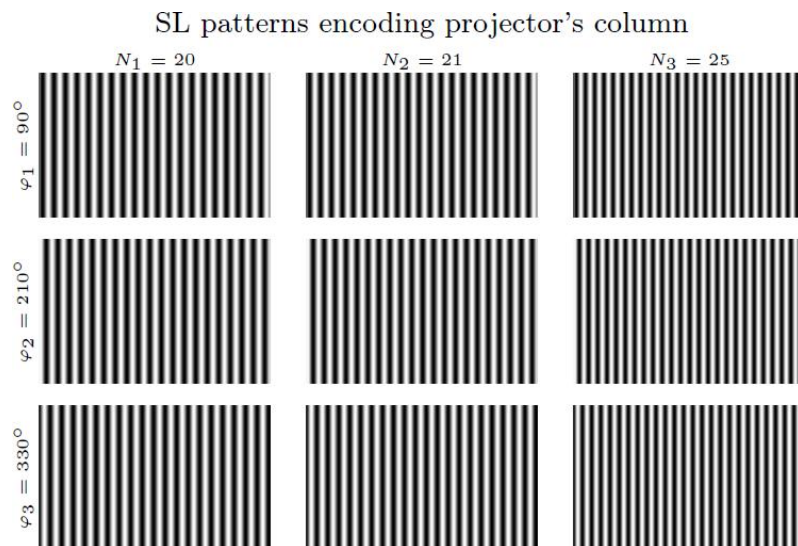 SL patterns encoding projector's column
N₁ = 20 N₂ = 21 N₃ = 25
φ₁ = 90°
φ₂ = 210°
φ₃ = 330°